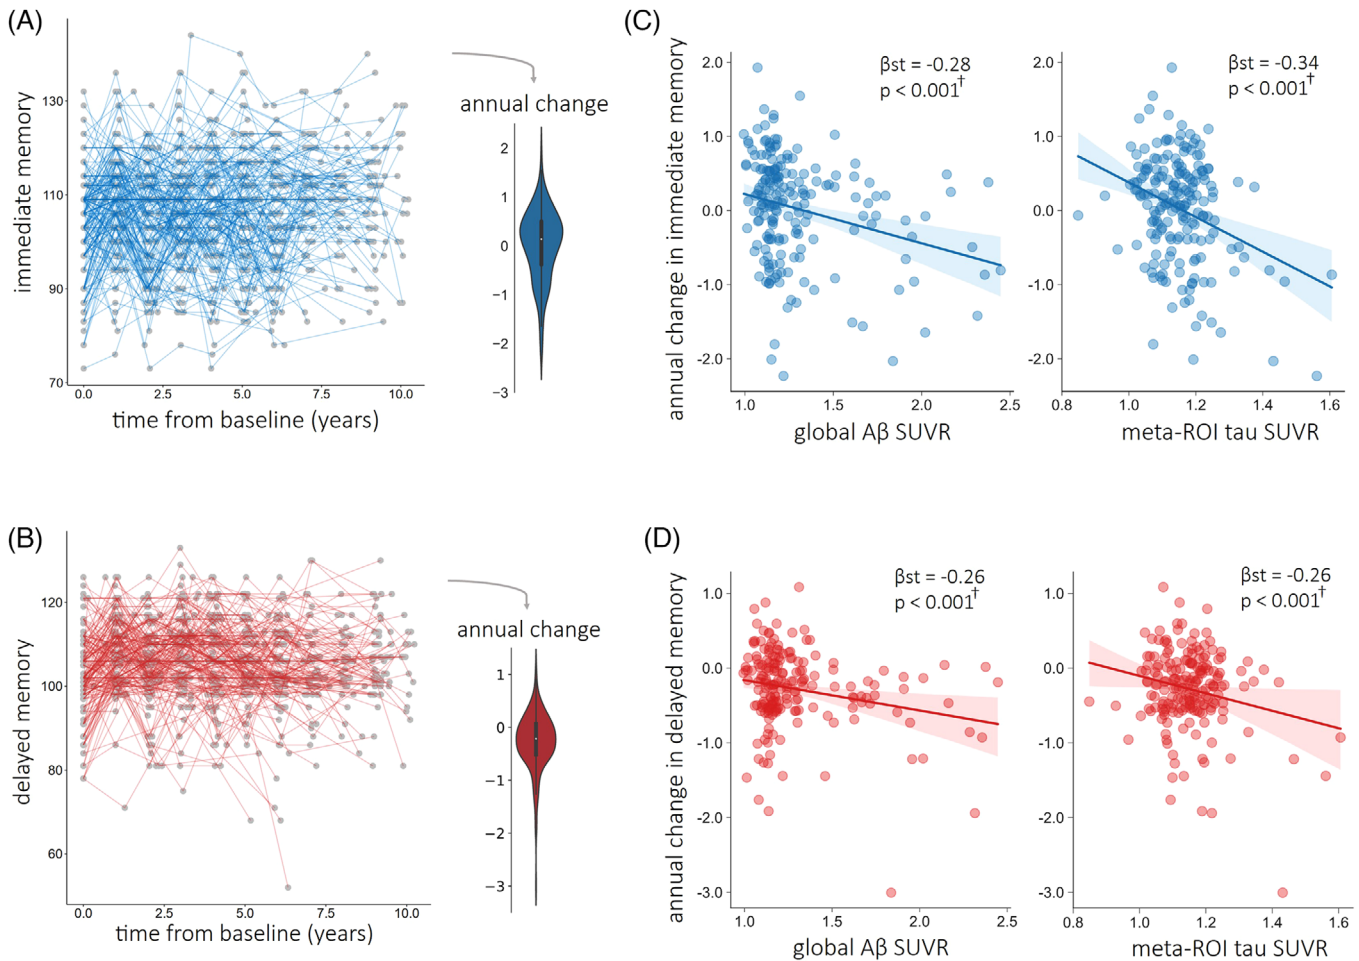 (A)
immediate memory
130
110
90
70
0.0 2.5 5.0 7.5 10.0
time from baseline (years)
annual change
2
1
0
−1
−2
−3
(C)
annual change in immediate memory
2.0
1.0
0.0
-1.0
-2.0
βst = -0.28
p < 0.001†
1.0 1.5 2.0 2.5
global Aβ SUVR
2.0
1.0
0.0
-1.0
-2.0
βst = -0.34
p < 0.001†
0.8 1.0 1.2 1.4 1.6
meta-ROI tau SUVR
(B)
delayed memory
120
100
80
60
0.0 2.5 5.0 7.5 10.0
time from baseline (years)
annual change
1
0
−1
−2
−3
(D)
annual change in delayed memory
1.0
0.0
-1.0
-2.0
-3.0
βst = -0.26
p < 0.001†
1.0 1.5 2.0 2.5
global Aβ SUVR
1.0
0.0
-1.0
-2.0
-3.0
βst = -0.26
p < 0.001†
0.8 1.0 1.2 1.4 1.6
meta-ROI tau SUVR